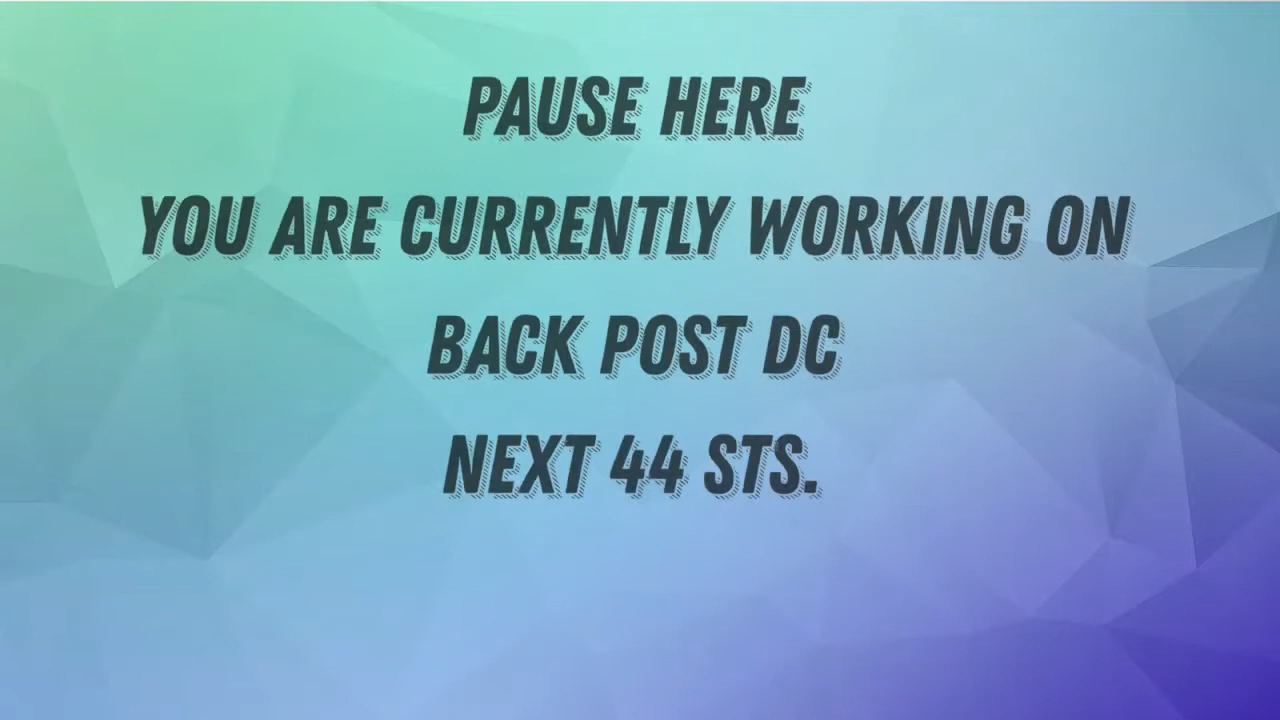 PAUSE HERE
YOU ARE CURRENTLY WORKING ON
BACK POST DC
NEXT 44 STS.